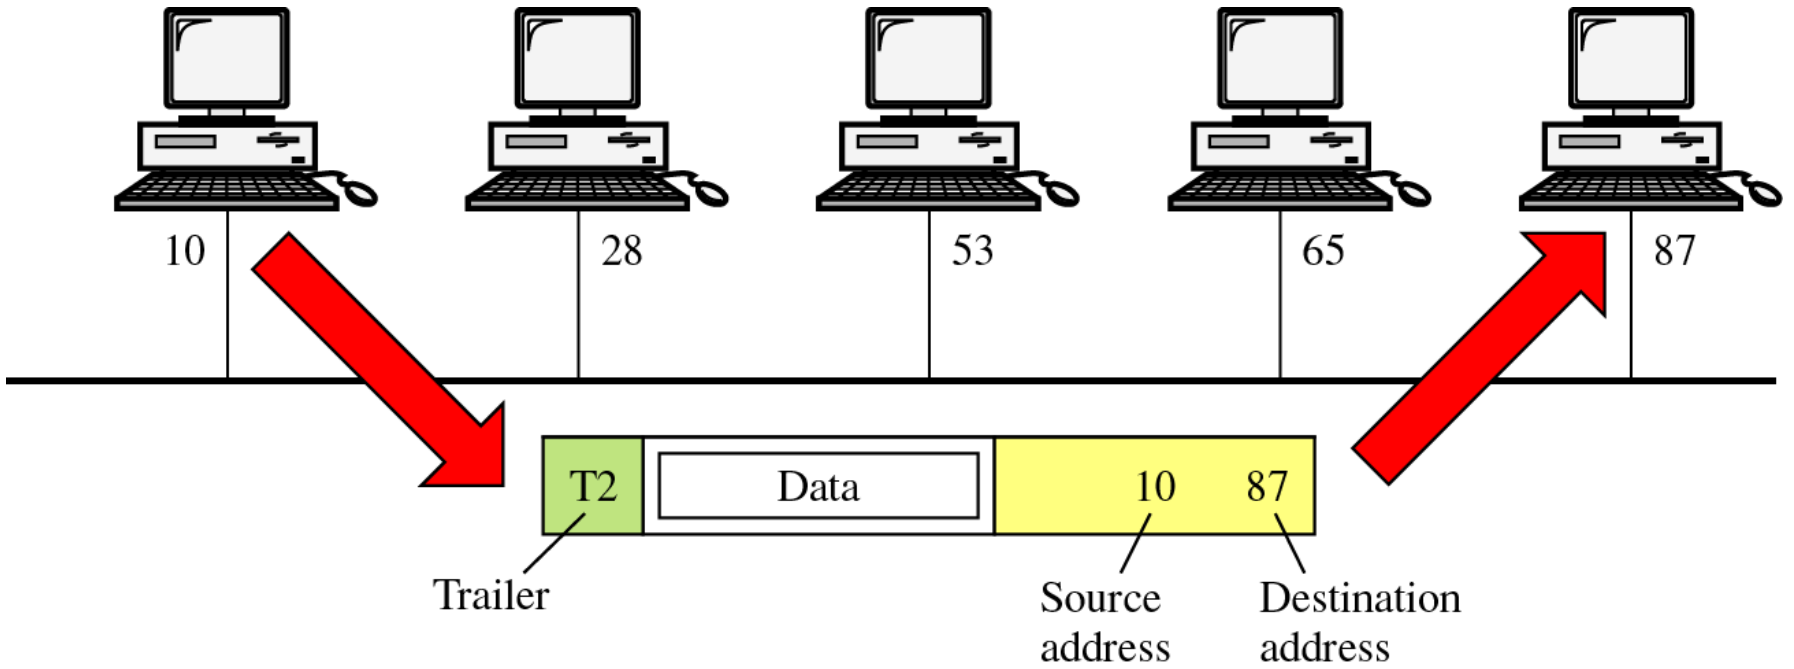 10
28
53
65
87
T2
Data
10
87
Trailer
Source
address
Destination
address